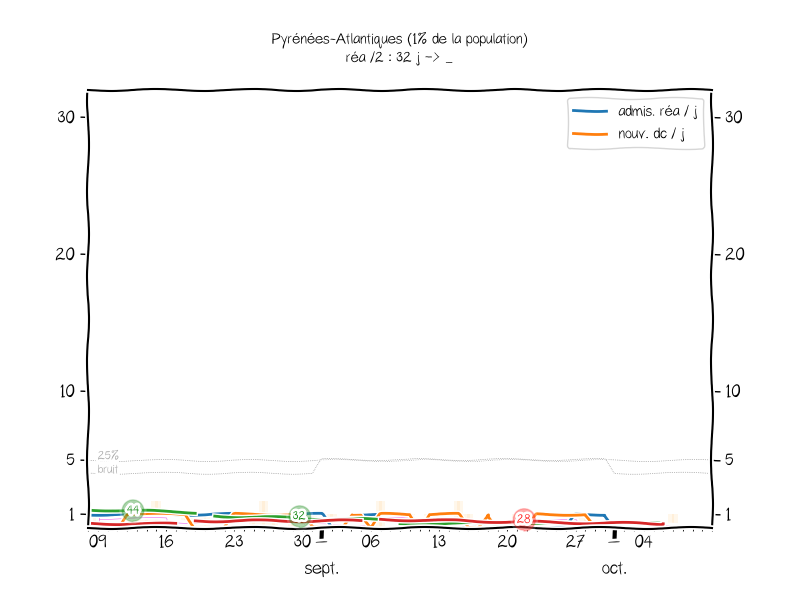 Pyrénées-Atlantiques (1% de la population)
réa /2 : 32 j -> _
admis. réa / j
nouv. dc / j
30
30
20
20
10
10
25%
5
5
bruit
44
32
28
1
1
09 16 23 30 06 13 20 27 04
sept. oct.